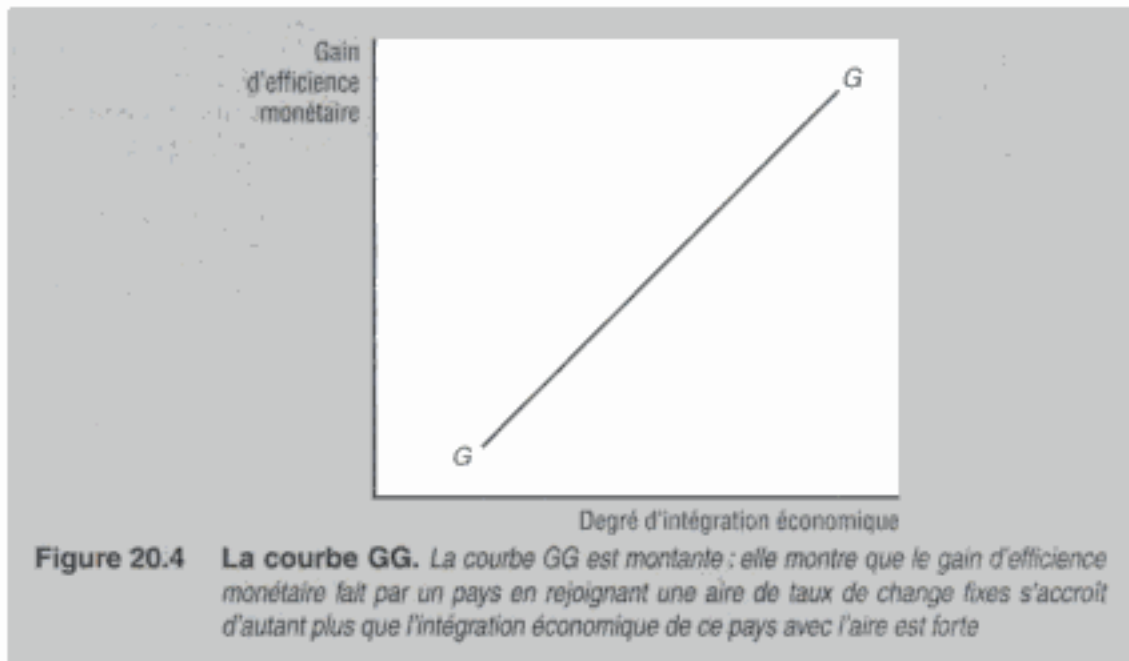 Gain
d'efficience
monétaire
G
G
Degré d'intégration économique
Figure 20.4 La courbe GG. La courbe GG est montante : elle montre que le gain d'efficience
monétaire fait par un pays en rejoignant une aire de taux de change fixes s'accroît
d'autant plus que l'intégration économique de ce pays avec l'aire est forte